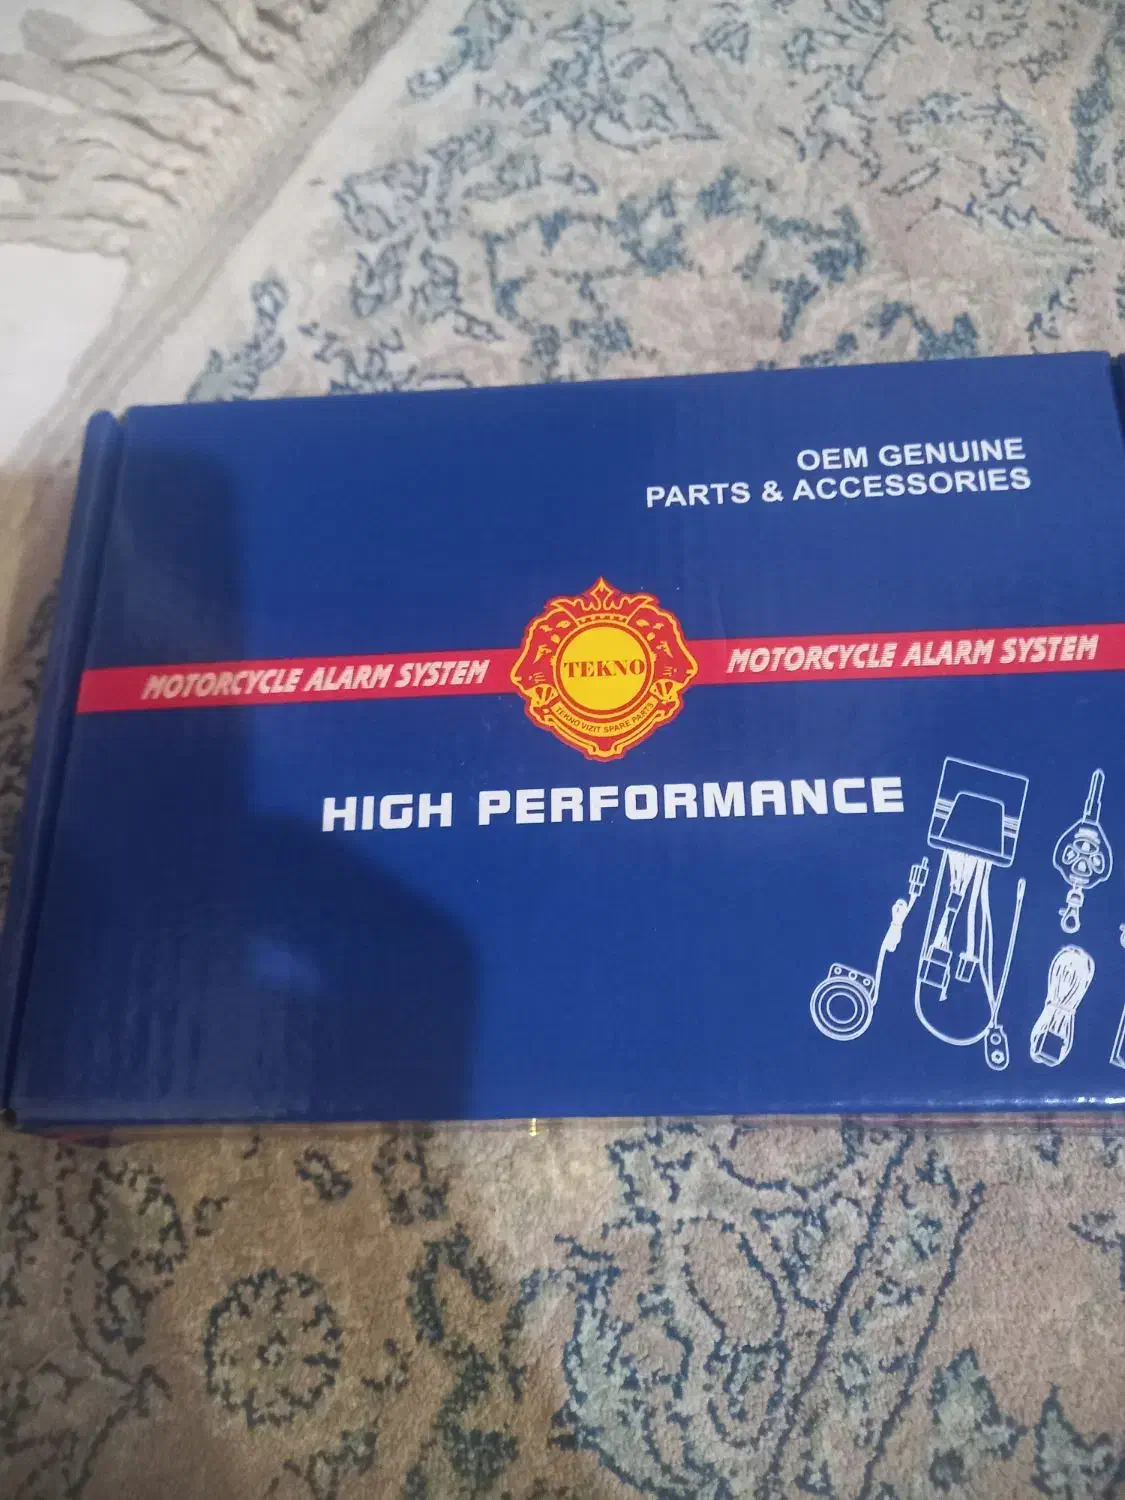 OEM GENUINE
PARTS & ACCESSORIES
MOTORCYCLE ALARM SYSTEM
TEKNO
TEKNO VIZIT SPARE PARTS
MOTORCYCLE ALARM SYSTEM
HIGH PERFORMANCE